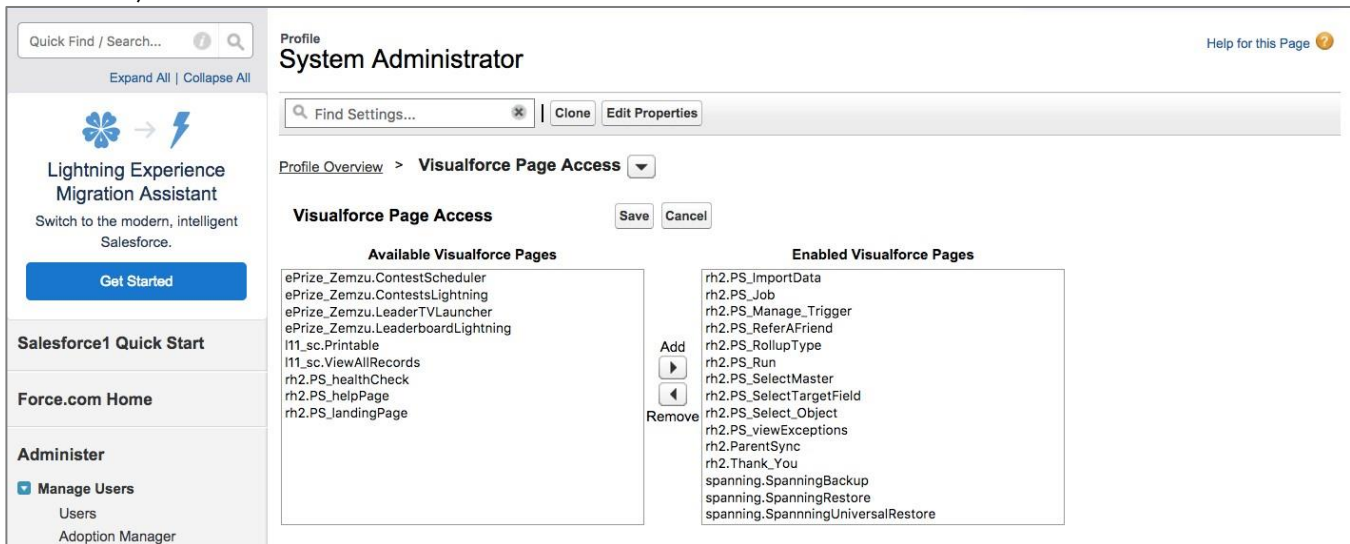 Quick Find / Search...
Expand All | Collapse All
Lightning Experience
Migration Assistant
Switch to the modern, intelligent
Salesforce.
Get Started
Salesforce1 Quick Start
Force.com Home
Administer
Manage Users
Users
Adoption Manager
Profile
System Administrator
Help for this Page
Find Settings...
Clone
Edit Properties
Profile Overview > Visualforce Page Access
Visualforce Page Access
Save
Cancel
Available Visualforce Pages
ePrize_Zemzu.ContestScheduler
ePrize_Zemzu.ContestsLightning
ePrize_Zemzu.LeaderTVLauncher
ePrize_Zemzu.LeaderboardLightning
l11_sc.Printable
l11_sc.ViewAllRecords
rh2.PS_healthCheck
rh2.PS_helpPage
rh2.PS_landingPage
Add
Remove
Enabled Visualforce Pages
rh2.PS_ImportData
rh2.PS_Job
rh2.PS_Manage_Trigger
rh2.PS_ReferAFriend
rh2.PS_RollupType
rh2.PS_Run
rh2.PS_SelectMaster
rh2.PS_SelectTargetField
rh2.PS_Select_Object
rh2.PS_viewExceptions
rh2.ParentSync
rh2.Thank_You
spanning.SpanningBackup
spanning.SpanningRestore
spanning.SpannningUniversalRestore